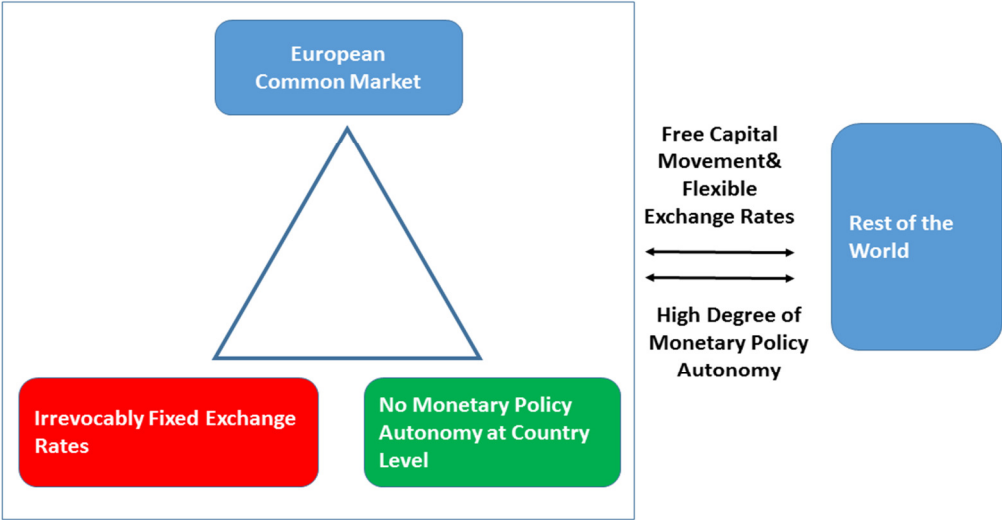 European
Common Market
Free Capital
Movement&
Flexible
Exchange Rates
Rest of the
World
High Degree of
Monetary Policy
Autonomy
Irrevocably Fixed Exchange
Rates
No Monetary Policy
Autonomy at Country
Level